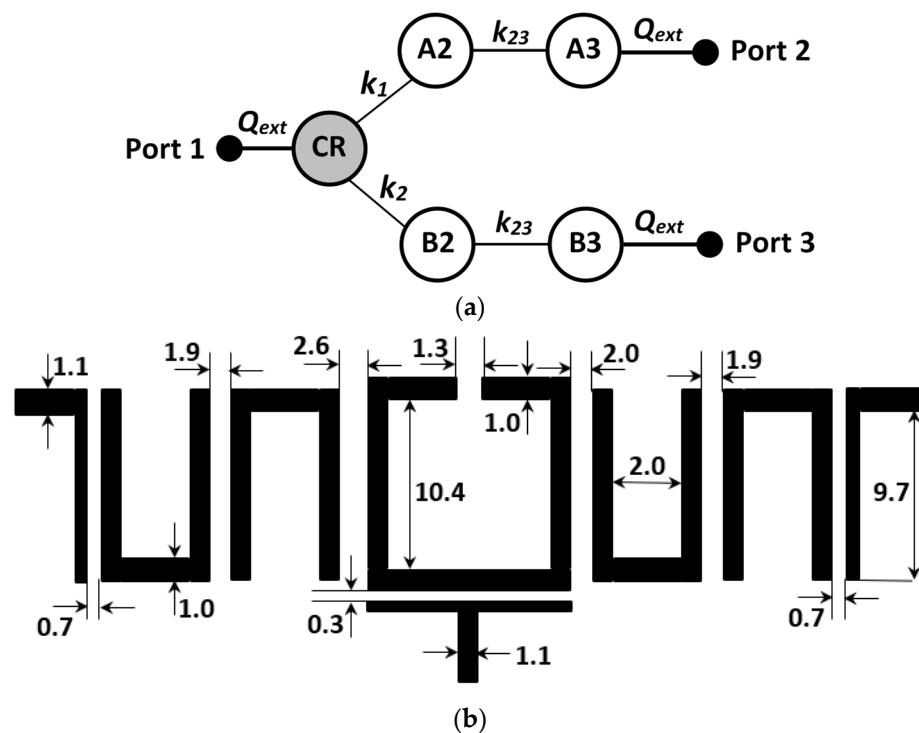 A2 k23 A3 Qext Port 2
k1
Qext
Port 1 CR
k2
B2 k23 B3 Qext Port 3
(a)
1.1 1.9 2.6 1.3 2.0 1.9
1.0
10.4 2.0 9.7
0.7 1.0 0.3 0.7
1.1
(b)